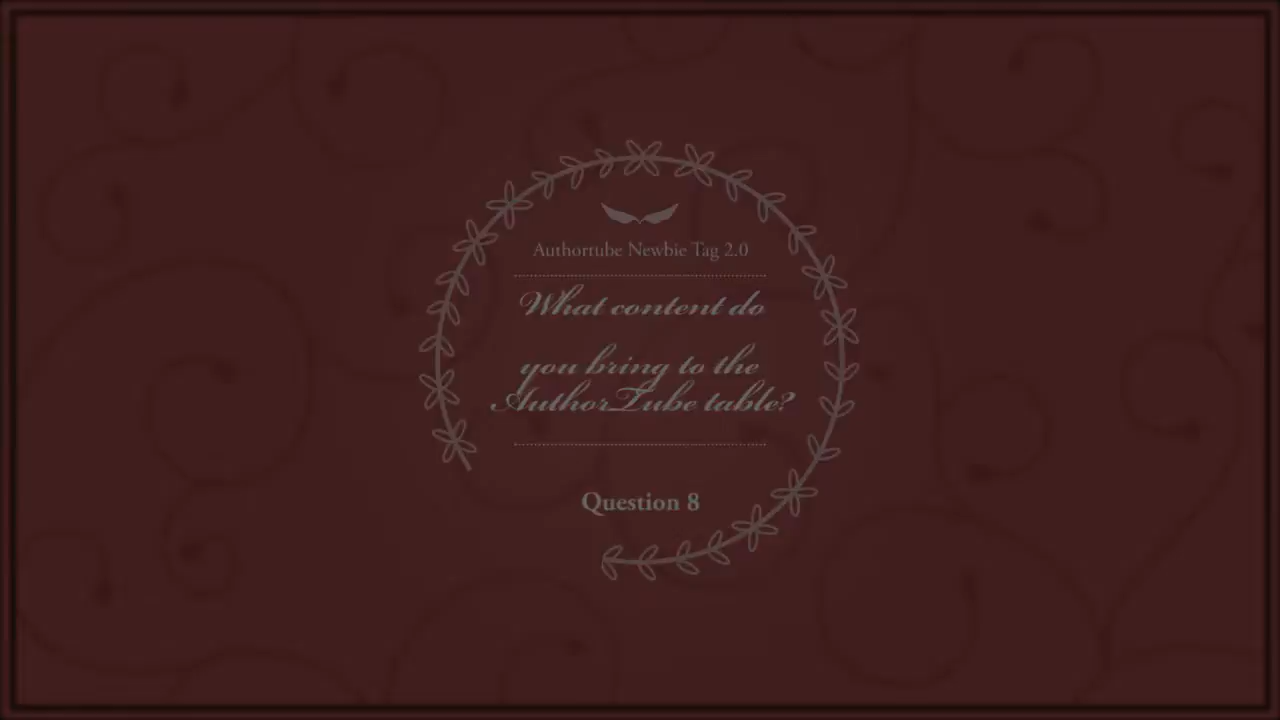 Authortube Newbie Tag 2.0
What content do
you bring to the
AuthorTube table?
Question 8